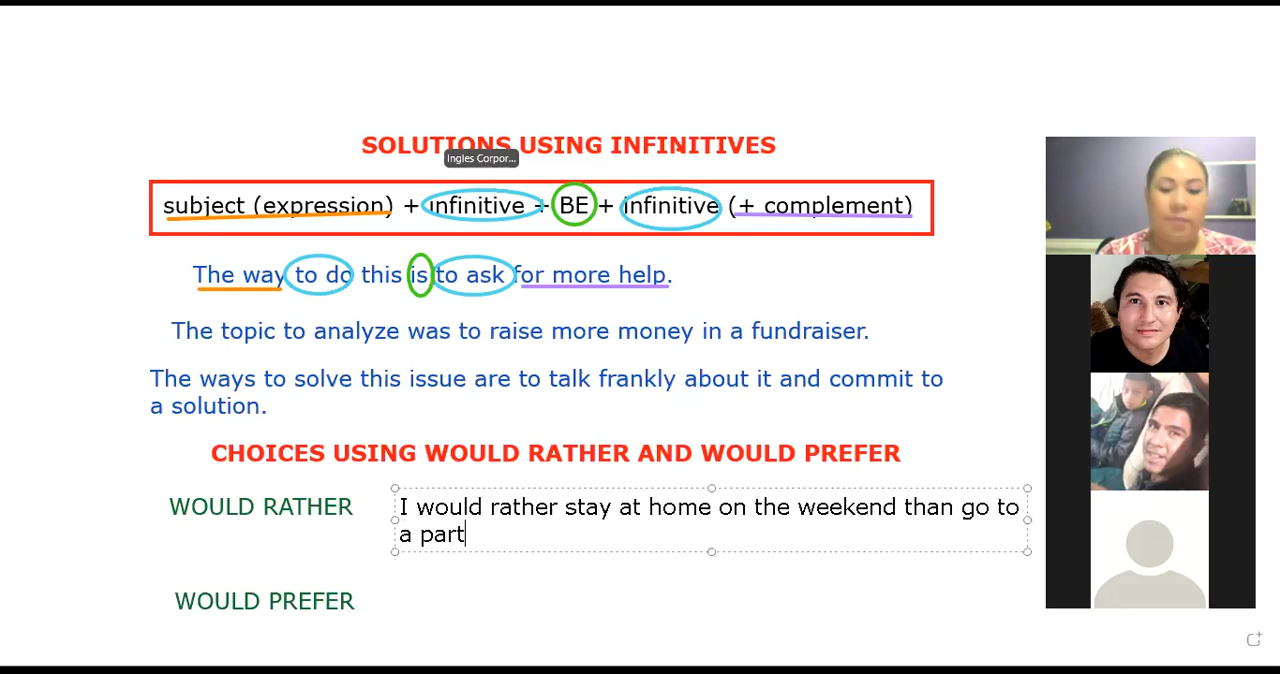 SOLUTIONS USING INFINITIVES
Ingles Corpor...
subject (expression) + infinitive + BE + infinitive (+ complement)
The way to do this is to ask for more help.
The topic to analyze was to raise more money in a fundraiser.
The ways to solve this issue are to talk frankly about it and commit to
a solution.
CHOICES USING WOULD RATHER AND WOULD PREFER
WOULD RATHER
I would rather stay at home on the weekend than go to
a part
WOULD PREFER